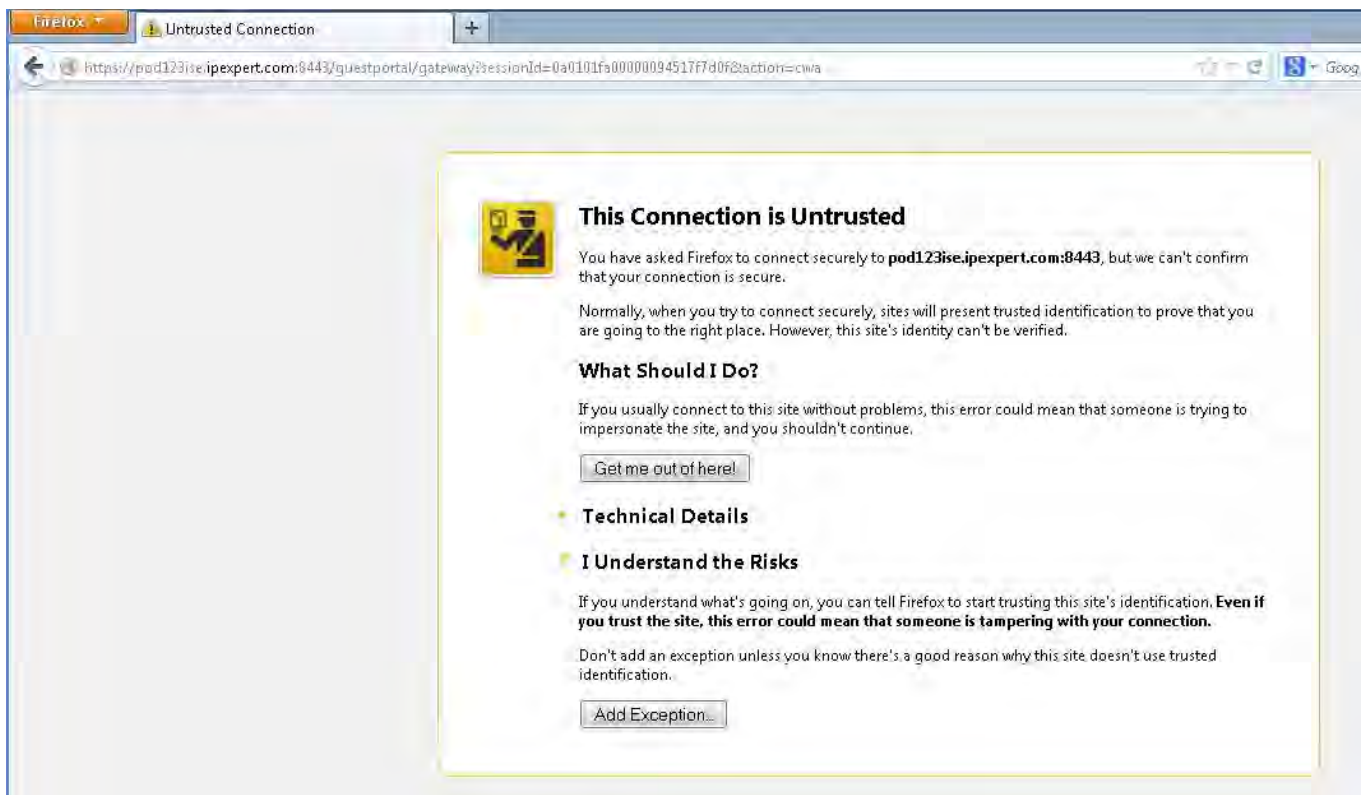 Firefox
Untrusted Connection
+
https://pod123ise.ipexpert.com:8443/guestportal/gateway?sessionId=0a0101fa00000094517f7d0f&action=cwa
Goog
This Connection is Untrusted
You have asked Firefox to connect securely to pod123ise.ipexpert.com:8443, but we can't confirm
that your connection is secure.
Normally, when you try to connect securely, sites will present trusted identification to prove that you
are going to the right place. However, this site's identity can't be verified.
What Should I Do?
If you usually connect to this site without problems, this error could mean that someone is trying to
impersonate the site, and you shouldn't continue.
Get me out of here!
Technical Details
I Understand the Risks
If you understand what's going on, you can tell Firefox to start trusting this site's identification. Even if
you trust the site, this error could mean that someone is tampering with your connection.
Don't add an exception unless you know there's a good reason why this site doesn't use trusted
identification.
Add Exception...